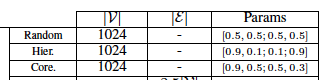 |V| |E| Params
Random 1024 - [0.5, 0.5; 0.5, 0.5]
Hier. 1024 - [0.9, 0.1; 0.1; 0.9]
Core. 1024 - [0.9, 0.5; 0.5, 0.3]